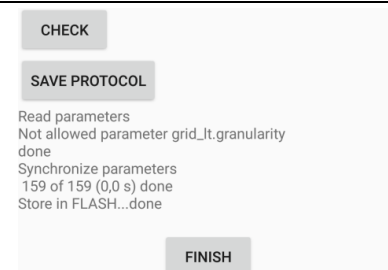 CHECK
SAVE PROTOCOL
Read parameters
Not allowed parameter grid_lt.granularity
done
Synchronize parameters
159 of 159 (0,0 s) done
Store in FLASH...done
FINISH